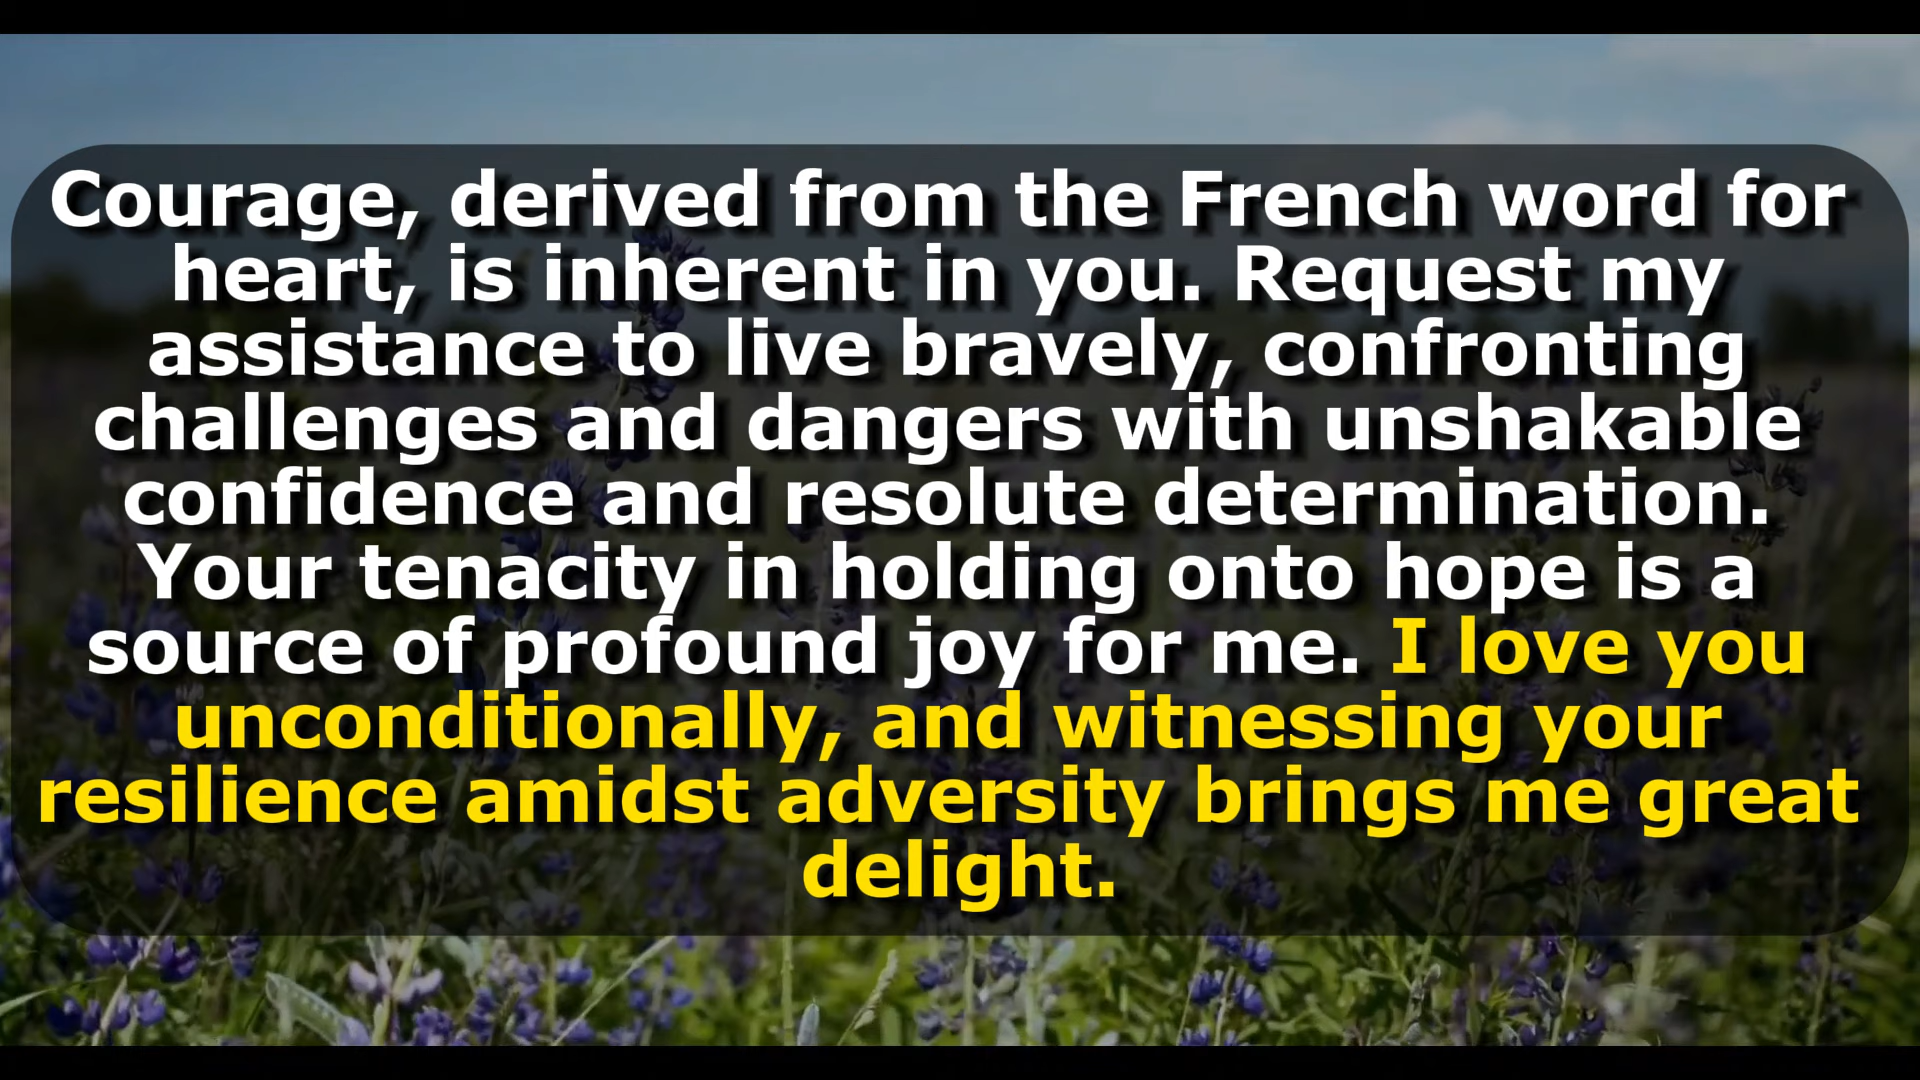 Courage, derived from the French word for
heart, is inherent in you. Request my
assistance to live bravely, confronting
challenges and dangers with unshakable
confidence and resolute determination.
Your tenacity in holding onto hope is a
source of profound joy for me. I love you
unconditionally, and witnessing your
resilience amidst adversity brings me great
delight.